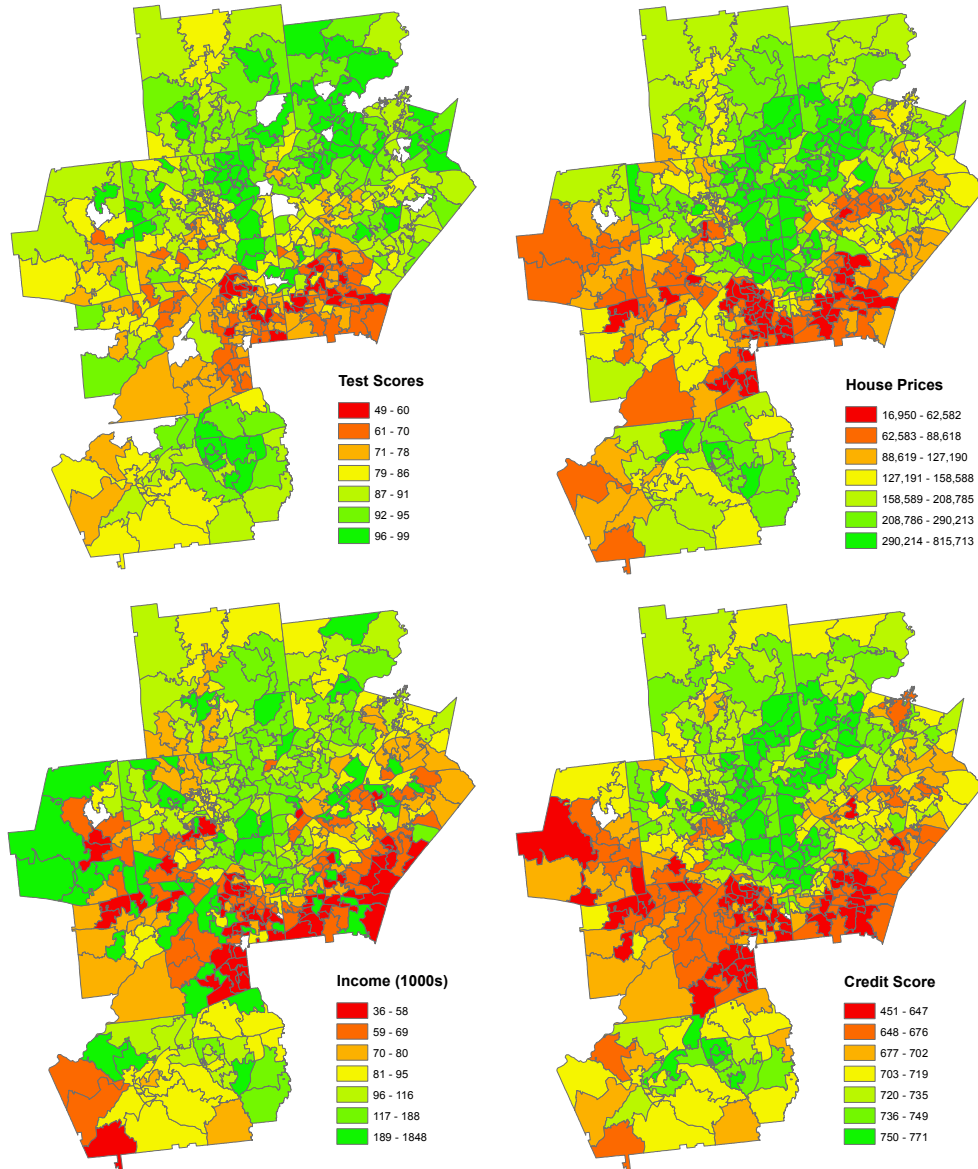 Test Scores
49 - 60
61 - 70
71 - 78
79 - 86
87 - 91
92 - 95
96 - 99
House Prices
16,950 - 62,582
62,583 - 88,618
88,619 - 127,190
127,191 - 158,588
158,589 - 208,785
208,786 - 290,213
290,214 - 815,713
Income (1000s)
36 - 58
59 - 69
70 - 80
81 - 95
96 - 116
117 - 188
189 - 1848
Credit Score
451 - 647
648 - 676
677 - 702
703 - 719
720 - 735
736 - 749
750 - 771